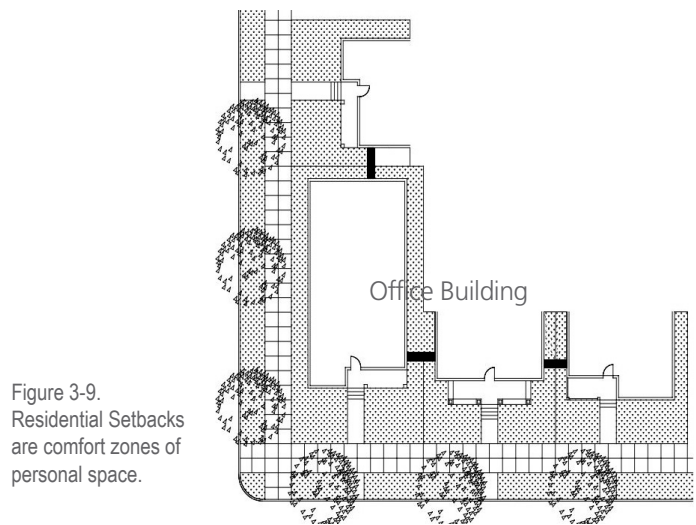 Office Building
Figure 3-9.
Residential Setbacks
are comfort zones of
personal space.